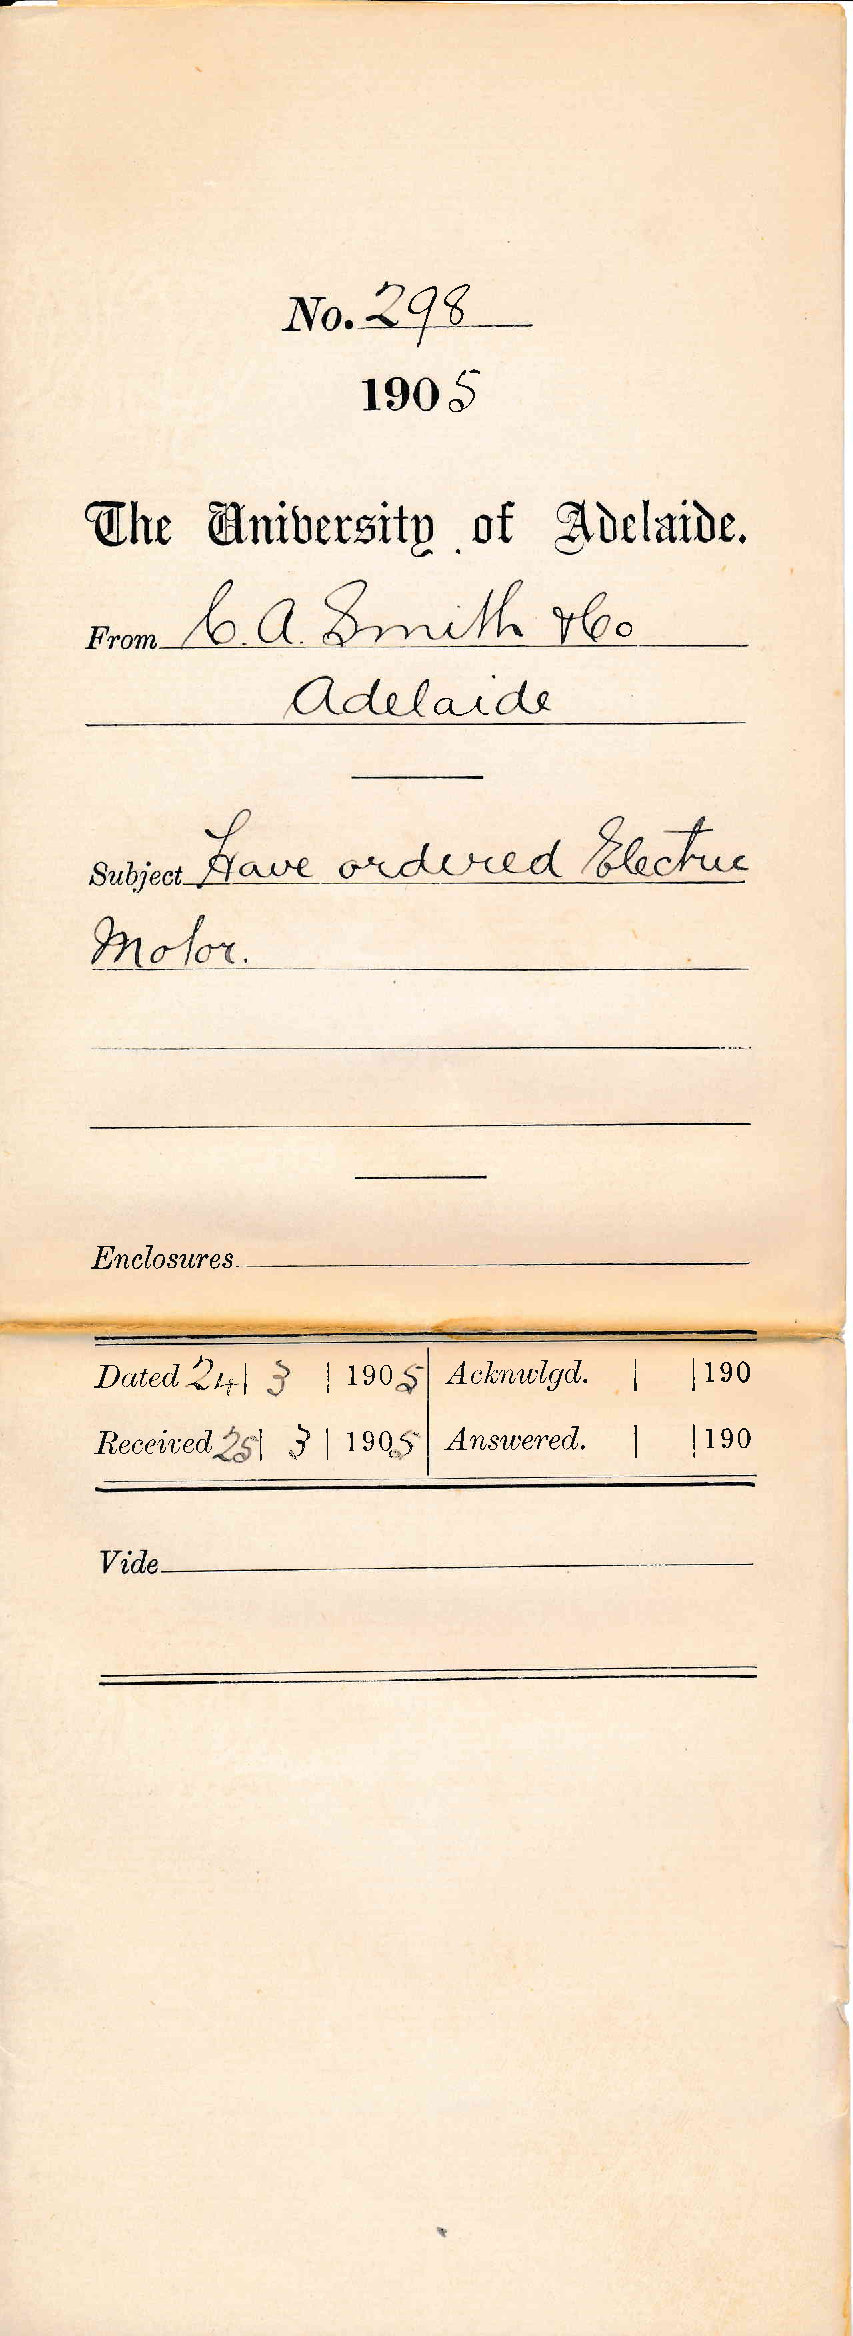 No. 298
1905
The University of Adelaide.
From C. A. Smith & Co
Adelaide
Subject Have ordered Electric
Motor.
Enclosures.
Dated 24 | 3 | 1905 Acknwlgd. | | 190
Received 25 | 3 | 1905 Answered. | | 190
Vide